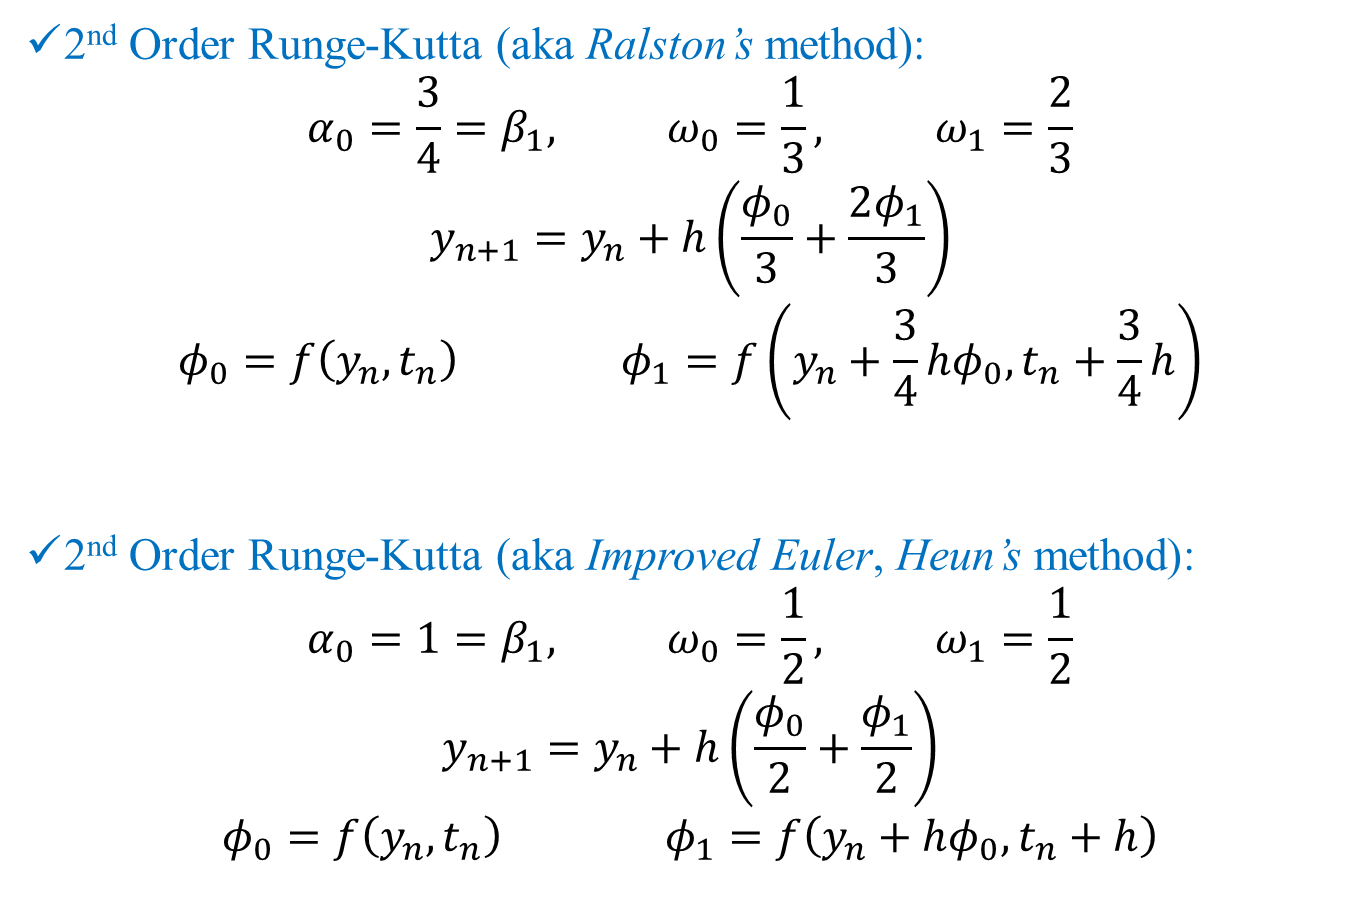 ✓2ⁿᵈ Order Runge-Kutta (aka Ralston’s method):
α₀ = 3/4 = β₁, ω₀ = 1/3, ω₁ = 2/3
yₙ₊₁ = yₙ + h(ϕ₀/3 + 2ϕ₁/3)
ϕ₀ = f(yₙ, tₙ) ϕ₁ = f(yₙ + 3/4 hϕ₀, tₙ + 3/4 h)
✓2ⁿᵈ Order Runge-Kutta (aka Improved Euler, Heun’s method):
α₀ = 1 = β₁, ω₀ = 1/2, ω₁ = 1/2
yₙ₊₁ = yₙ + h(ϕ₀/2 + ϕ₁/2)
ϕ₀ = f(yₙ, tₙ) ϕ₁ = f(yₙ + hϕ₀, tₙ + h)